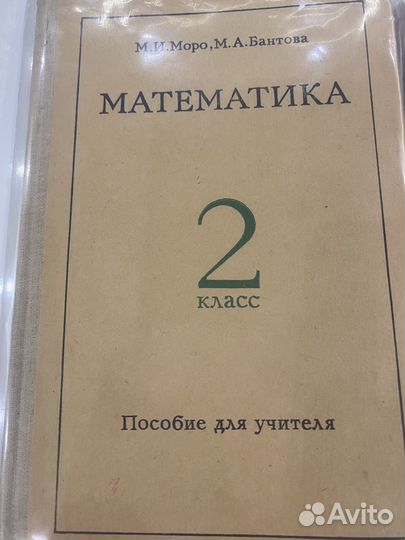 М.И.Моро, М.А.Бантова
МАТЕМАТИКА
2
класс
Пособие для учителя
Avito